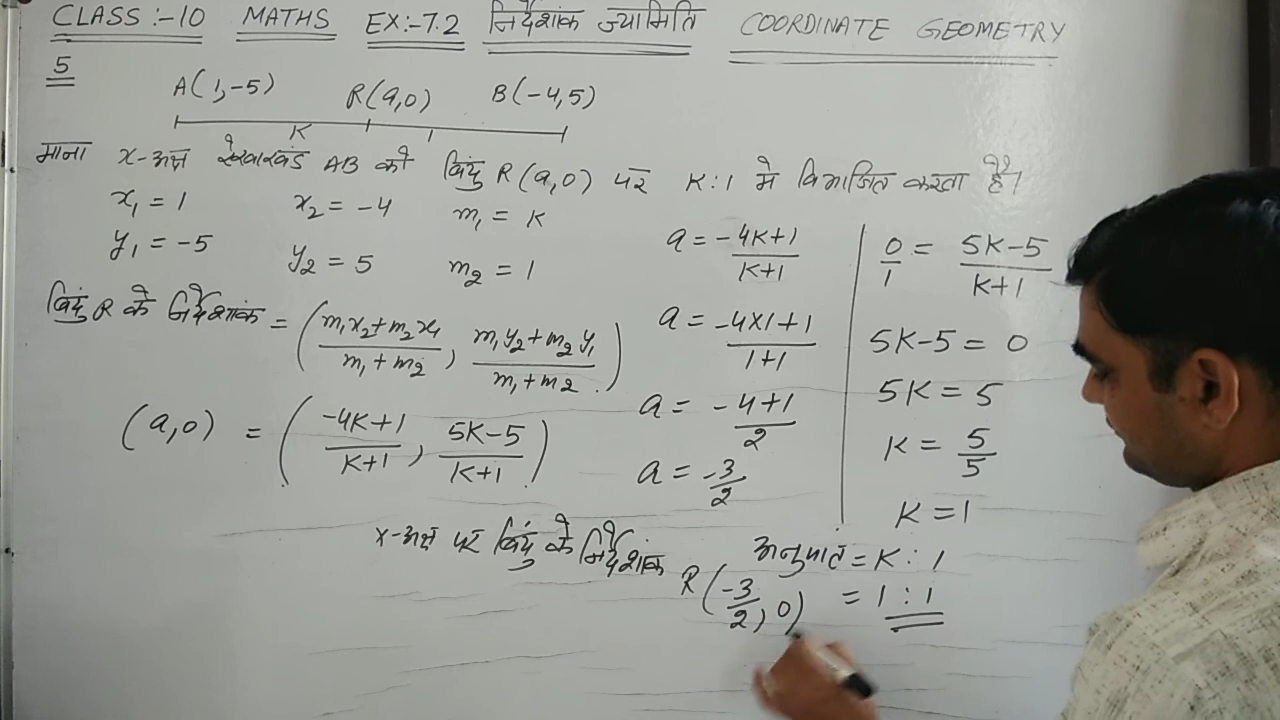 CLASS:-10 MATHS EX:-7.2 निर्देशांक ज्यामिति COORDINATE GEOMETRY
5
A(1,-5) R(a,0) B(-4,5)
K 1
माना x-अक्ष रेखाखंड AB को बिंदु R(a,0) पर K:1 मे विभाजित करता है।
x₁ = 1 x₂ = -4 m₁ = K
y₁ = -5 y₂ = 5 m₂ = 1
बिंदु R के निर्देशांक = ((m₁x₂+m₂x₁)/(m₁+m₂), (m₁y₂+m₂y₁)/(m₁+m₂))
(a,0) = ((-4K+1)/(K+1), (5K-5)/(K+1))
a = (-4K+1)/(K+1)
a = (-4×1+1)/(1+1)
a = (-4+1)/2
a = -3/2
0/1 = (5K-5)/(K+1)
5K-5 = 0
5K = 5
K = 5/5
K = 1
अनुपात = K : 1
= 1 : 1
x-अक्ष पर बिंदु के निर्देशांक
R(-3/2, 0)